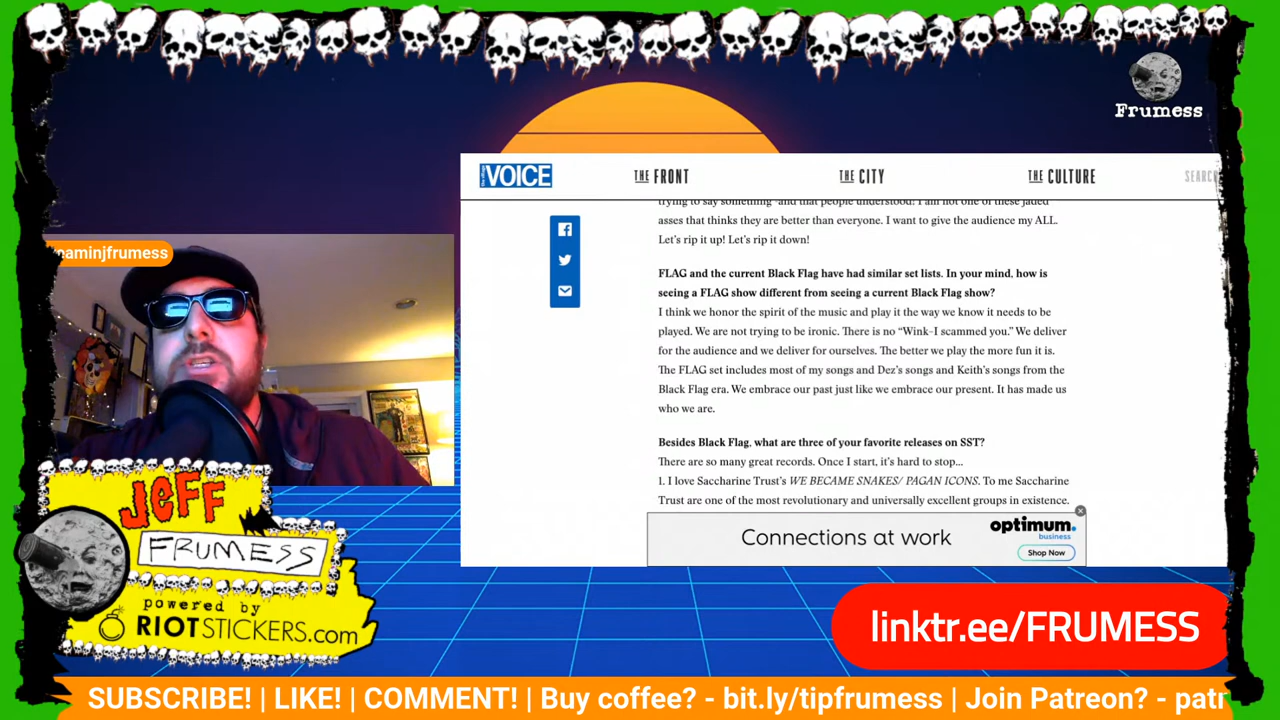 Frumess
the village VOICE
THE FRONT
THE CITY
THE CULTURE
SEARC
trying to say something -and that people understood! I am not one of these jaded
asses that thinks they are better than everyone. I want to give the audience my ALL.
Let's rip it up! Let's rip it down!
FLAG and the current Black Flag have had similar set lists. In your mind, how is
seeing a FLAG show different from seeing a current Black Flag show?
I think we honor the spirit of the music and play it the way we know it needs to be
played. We are not trying to be ironic. There is no “Wink–I scammed you.” We deliver
for the audience and we deliver for ourselves. The better we play the more fun it is.
The FLAG set includes most of my songs and Dez's songs and Keith's songs from the
Black Flag era. We embrace our past just like we embrace our present. It has made us
who we are.
Besides Black Flag, what are three of your favorite releases on SST?
There are so many great records. Once I start, it's hard to stop...
1. I love Saccharine Trust's WE BECAME SNAKES/ PAGAN ICONS. To me Saccharine
Trust are one of the most revolutionary and universally excellent groups in existence.
Connections at work
optimum.
business
Shop Now
eaminjfrumess
JEFF
FRUMESS
powered by
RIOTSTICKERS.com
linktr.ee/FRUMESS
SUBSCRIBE! | LIKE! | COMMENT! | Buy coffee? - bit.ly/tipfrumess | Join Patreon? - patr